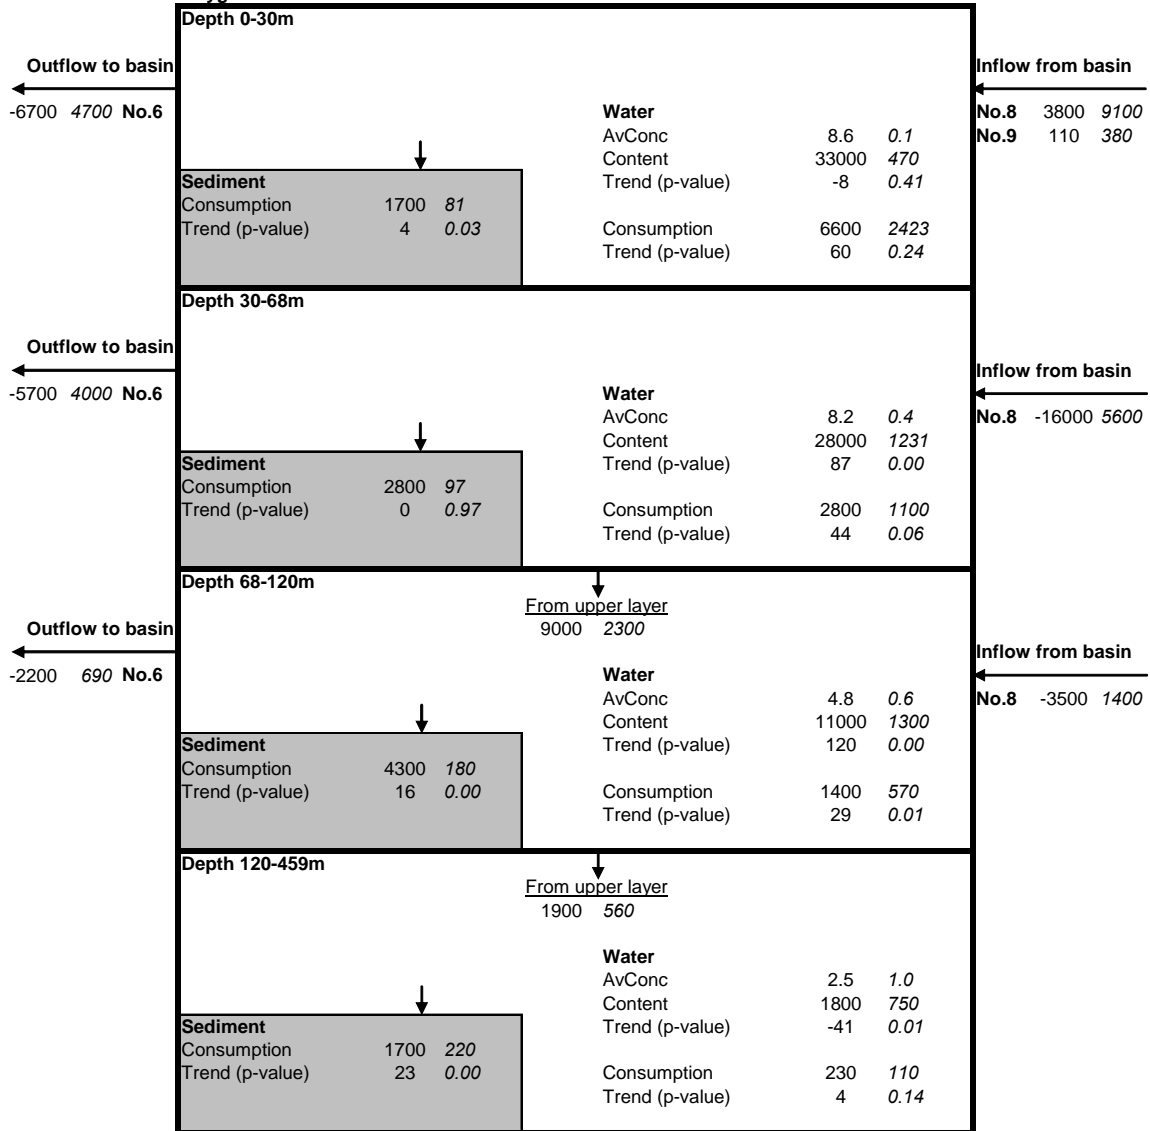 Depth 0-30m
Outflow to basin
Inflow from basin
-6700 4700 No.6
Water
No.8 3800 9100
AvConc 8.6 0.1
No.9 110 380
Content 33000 470
Sediment
Trend (p-value) -8 0.41
Consumption 1700 81
Trend (p-value) 4 0.03
Consumption 6600 2423
Trend (p-value) 60 0.24
Depth 30-68m
Outflow to basin
Inflow from basin
-5700 4000 No.6
Water
AvConc 8.2 0.4
No.8 -16000 5600
Content 28000 1231
Sediment
Trend (p-value) 87 0.00
Consumption 2800 97
Trend (p-value) 0 0.97
Consumption 2800 1100
Trend (p-value) 44 0.06
Depth 68-120m
From upper layer
9000 2300
Outflow to basin
Inflow from basin
-2200 690 No.6
Water
AvConc 4.8 0.6
No.8 -3500 1400
Content 11000 1300
Sediment
Trend (p-value) 120 0.00
Consumption 4300 180
Trend (p-value) 16 0.00
Consumption 1400 570
Trend (p-value) 29 0.01
Depth 120-459m
From upper layer
1900 560
Water
AvConc 2.5 1.0
Content 1800 750
Sediment
Trend (p-value) -41 0.01
Consumption 1700 220
Trend (p-value) 23 0.00
Consumption 230 110
Trend (p-value) 4 0.14